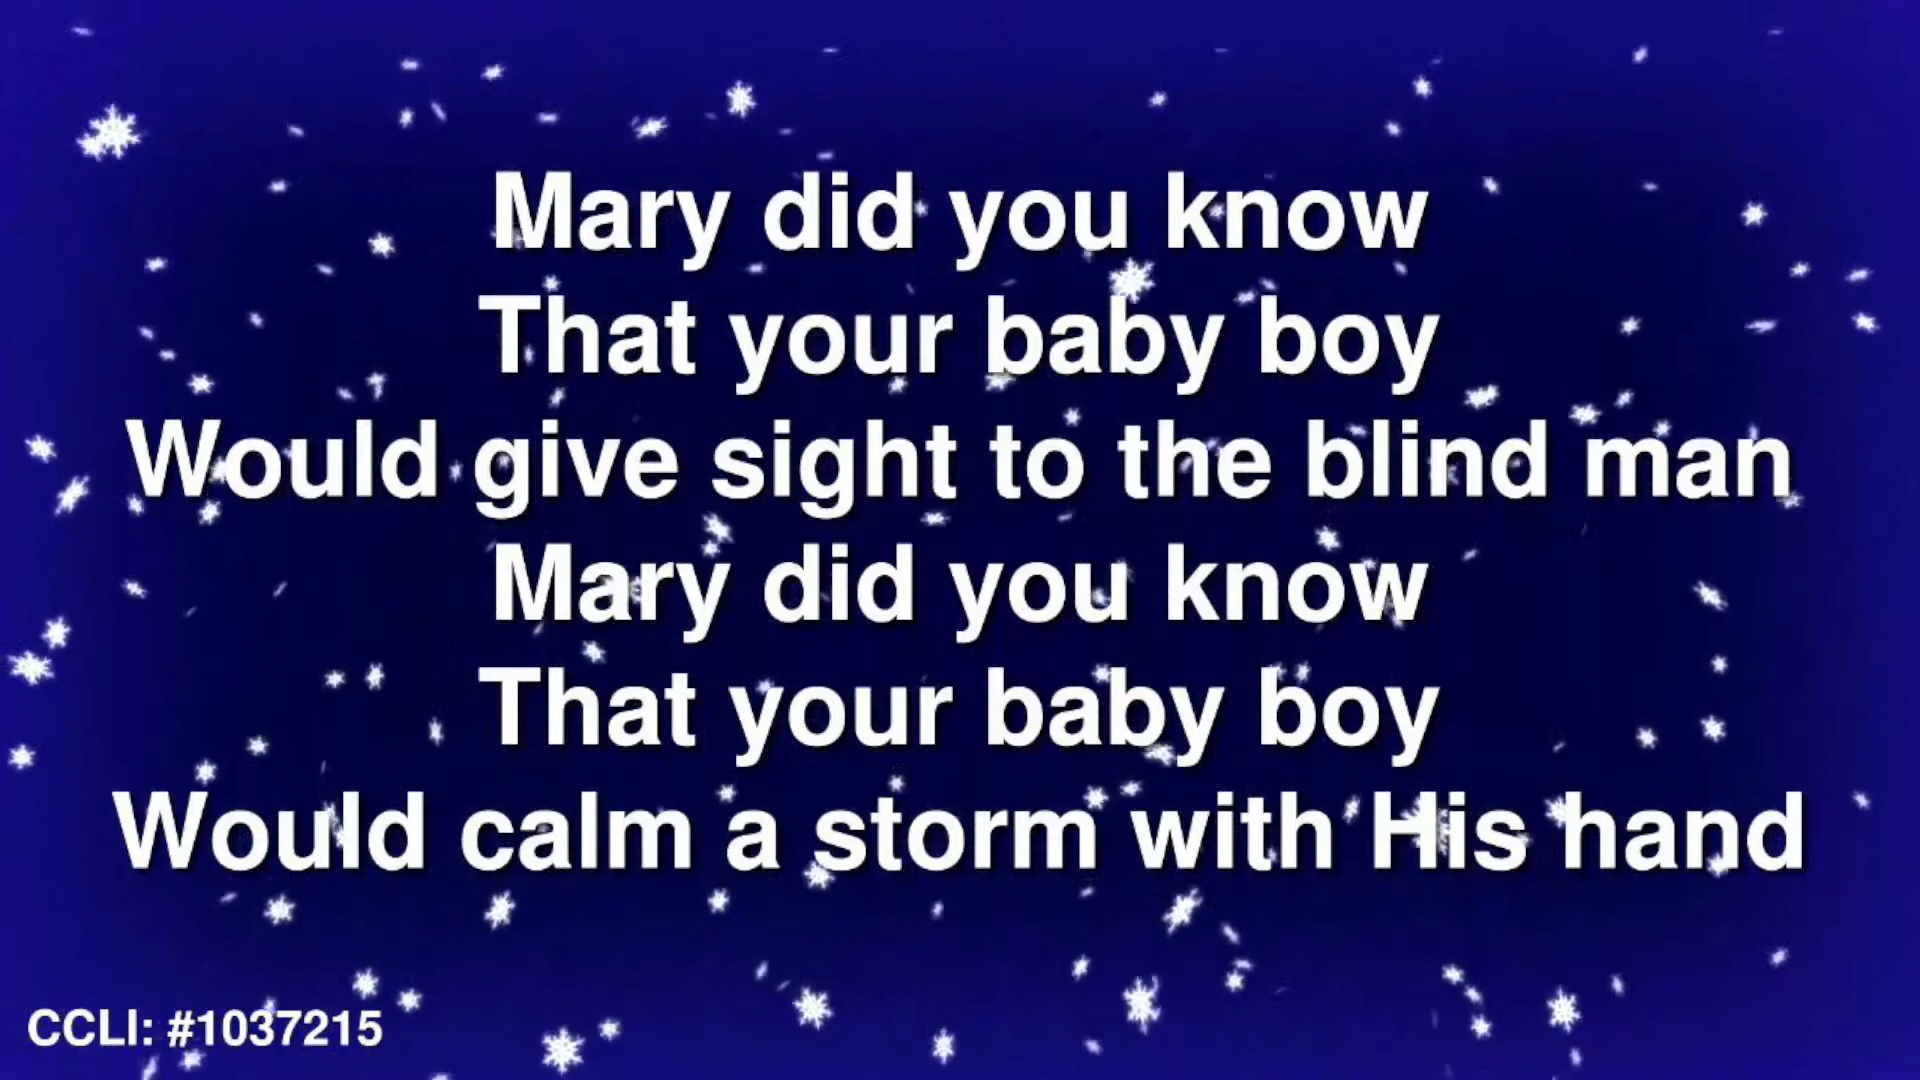 Mary did you know
That your baby boy
Would give sight to the blind man
Mary did you know
That your baby boy
Would calm a storm with His hand
CCLI: #1037215